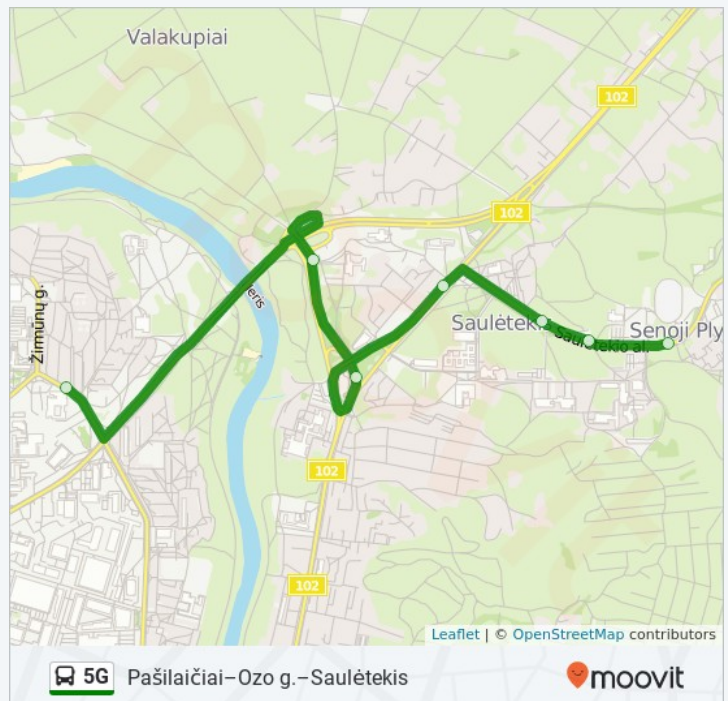 Valakupiai
102
102
eris
Žirmūnų g.
Saulėtekis
Saulėtekio al.
Senoji Ply
102
102
Leaflet | © OpenStreetMap contributors
5G Pašilaičiai–Ozo g.–Saulėtekis
moovit